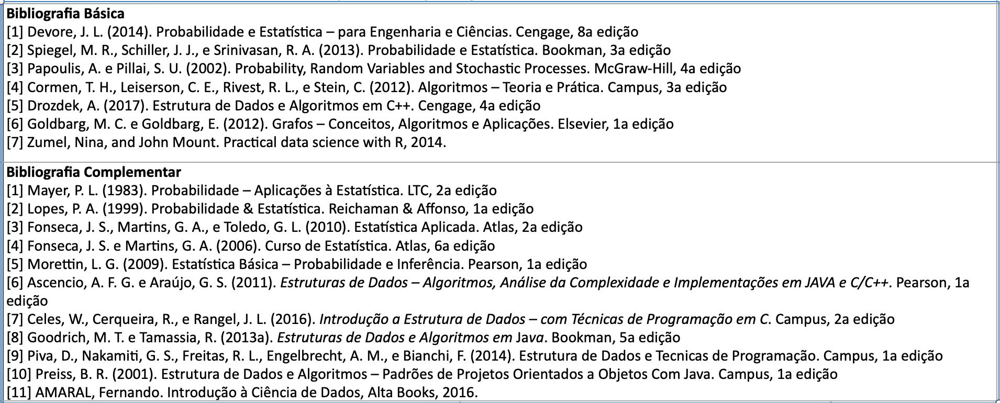 Bibliografia Básica
[1] Devore, J. L. (2014). Probabilidade e Estatística – para Engenharia e Ciências. Cengage, 8a edição
[2] Spiegel, M. R., Schiller, J. J., e Srinivasan, R. A. (2013). Probabilidade e Estatística. Bookman, 3a edição
[3] Papoulis, A. e Pillai, S. U. (2002). Probability, Random Variables and Stochastic Processes. McGraw-Hill, 4a edição
[4] Cormen, T. H., Leiserson, C. E., Rivest, R. L., e Stein, C. (2012). Algoritmos – Teoria e Prática. Campus, 3a edição
[5] Drozdek, A. (2017). Estrutura de Dados e Algoritmos em C++. Cengage, 4a edição
[6] Goldbarg, M. C. e Goldbarg, E. (2012). Grafos – Conceitos, Algoritmos e Aplicações. Elsevier, 1a edição
[7] Zumel, Nina, and John Mount. Practical data science with R, 2014.
Bibliografia Complementar
[1] Mayer, P. L. (1983). Probabilidade – Aplicações à Estatística. LTC, 2a edição
[2] Lopes, P. A. (1999). Probabilidade & Estatística. Reichaman & Affonso, 1a edição
[3] Fonseca, J. S., Martins, G. A., e Toledo, G. L. (2010). Estatística Aplicada. Atlas, 2a edição
[4] Fonseca, J. S. e Martins, G. A. (2006). Curso de Estatística. Atlas, 6a edição
[5] Morettin, L. G. (2009). Estatística Básica – Probabilidade e Inferência. Pearson, 1a edição
[6] Ascencio, A. F. G. e Araújo, G. S. (2011). Estruturas de Dados – Algoritmos, Análise da Complexidade e Implementações em JAVA e C/C++. Pearson, 1a
edição
[7] Celes, W., Cerqueira, R., e Rangel, J. L. (2016). Introdução a Estrutura de Dados – com Técnicas de Programação em C. Campus, 2a edição
[8] Goodrich, M. T. e Tamassia, R. (2013a). Estruturas de Dados e Algoritmos em Java. Bookman, 5a edição
[9] Piva, D., Nakamiti, G. S., Freitas, R. L., Engelbrecht, A. M., e Bianchi, F. (2014). Estrutura de Dados e Tecnicas de Programação. Campus, 1a edição
[10] Preiss, B. R. (2001). Estrutura de Dados e Algoritmos – Padrões de Projetos Orientados a Objetos Com Java. Campus, 1a edição
[11] AMARAL, Fernando. Introdução à Ciência de Dados, Alta Books, 2016.